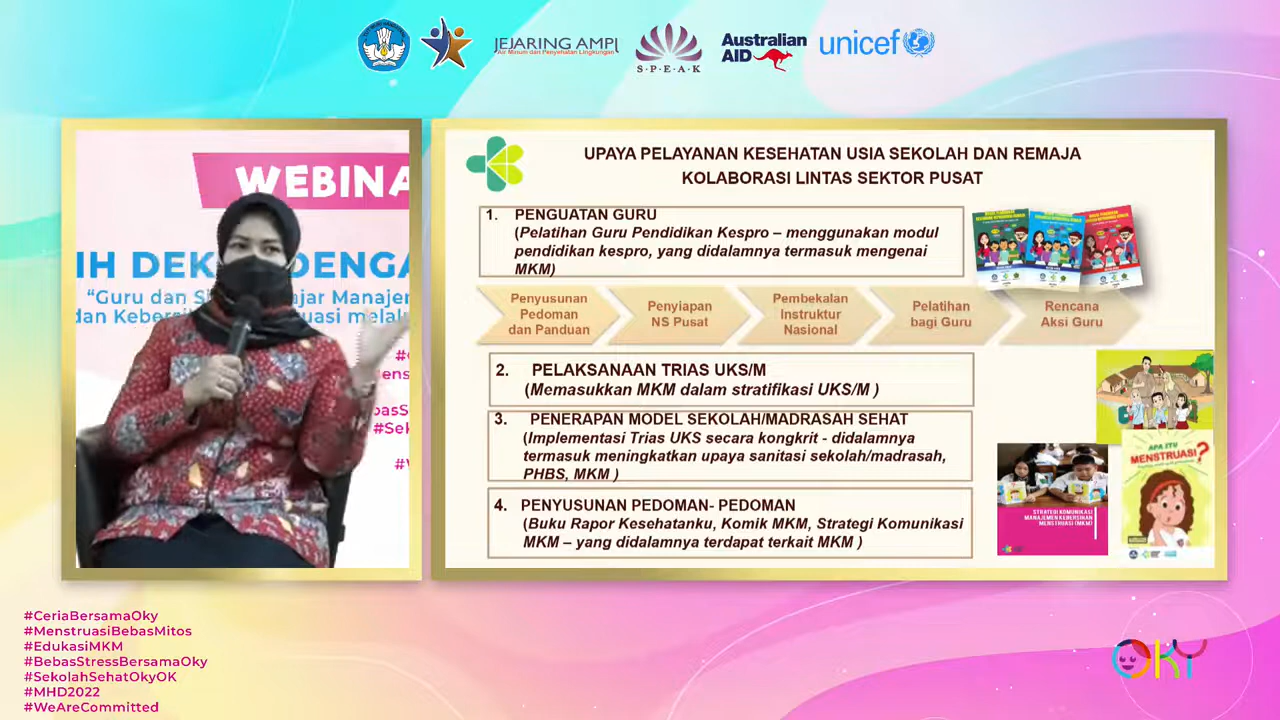 JEJARING AMPL
Air Minum dan Penyehatan Lingkungan
S·P·E·A·K
Australian
AID
unicef
WEBINA
IH DEK DENGA
“Guru dan S ajar Manajer
dan Kebers uasi melalu
UPAYA PELAYANAN KESEHATAN USIA SEKOLAH DAN REMAJA
KOLABORASI LINTAS SEKTOR PUSAT
1. PENGUATAN GURU
(Pelatihan Guru Pendidikan Kespro – menggunakan modul
pendidikan kespro, yang didalamnya termasuk mengenai
MKM)
Penyusunan
Pedoman
dan Panduan
Penyiapan
NS Pusat
Pembekalan
Instruktur
Nasional
Pelatihan
bagi Guru
Rencana
Aksi Guru
2. PELAKSANAAN TRIAS UKS/M
(Memasukkan MKM dalam stratifikasi UKS/M )
3. PENERAPAN MODEL SEKOLAH/MADRASAH SEHAT
(Implementasi Trias UKS secara kongkrit - didalamnya
termasuk meningkatkan upaya sanitasi sekolah/madrasah,
PHBS, MKM )
4. PENYUSUNAN PEDOMAN- PEDOMAN
(Buku Rapor Kesehatanku, Komik MKM, Strategi Komunikasi
MKM – yang didalamnya terdapat terkait MKM )
APA ITU
MENSTRUASI?
STRATEGI KOMUNIKASI
MANAJEMEN KEBERSIHAN
MENSTRUASI (MKM)
#CeriaBersamaOky
#MenstruasiBebasMitos
#EdukasiMKM
#BebasStressBersamaOky
#SekolahSehatOkyOK
#MHD2022
#WeAreCommitted
OKY